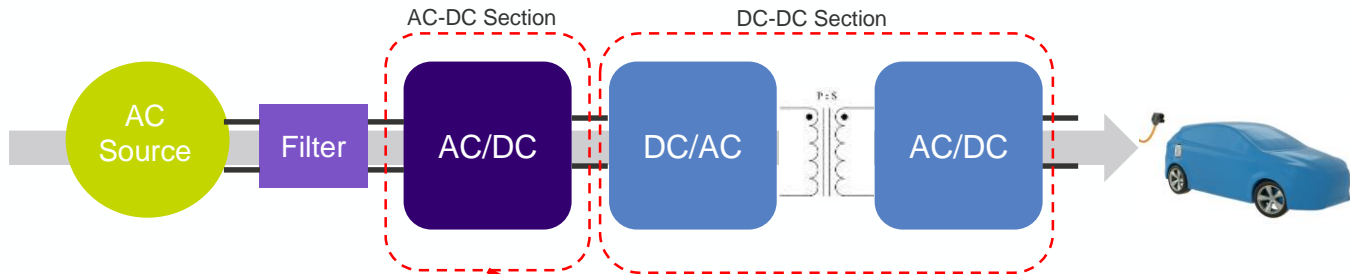 AC-DC Section
DC-DC Section
AC
Source
Filter
AC/DC
DC/AC
P:S
AC/DC